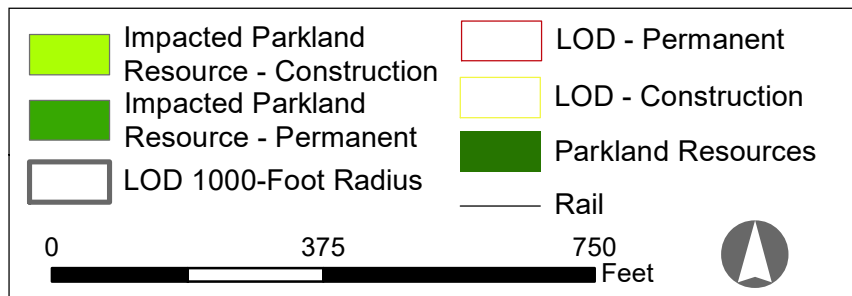 Impacted Parkland
Resource - Construction
Impacted Parkland
Resource - Permanent
LOD 1000-Foot Radius
LOD - Permanent
LOD - Construction
Parkland Resources
Rail
0 375 750
Feet